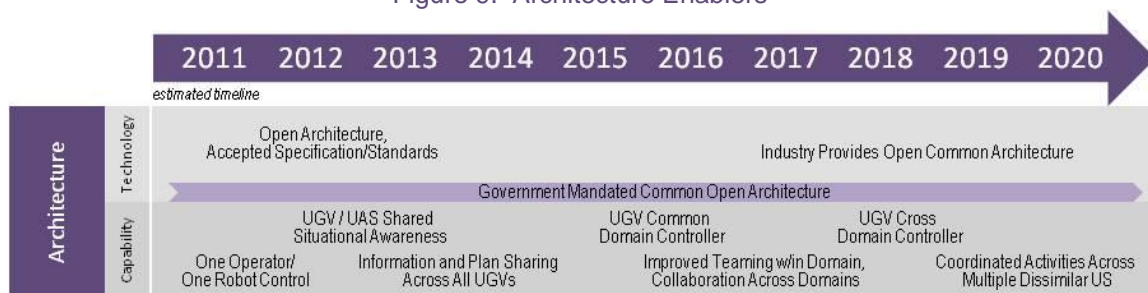 Figure Architecture Enablers
2011 2012 2013 2014 2015 2016 2017 2018 2019 2020
estimated timeline
Architecture
Technology
Open Architecture,
Accepted Specification/Standards
Industry Provides Open Common Architecture
Government Mandated Common Open Architecture
Capability
UGV / UAS Shared
Situational Awareness
UGV Common
Domain Controller
UGV Cross
Domain Controller
One Operator/
One Robot Control
Information and Plan Sharing
Across All UGVs
Improved Teaming w/in Domain,
Collaboration Across Domains
Coordinated Activities Across
Multiple Dissimilar US